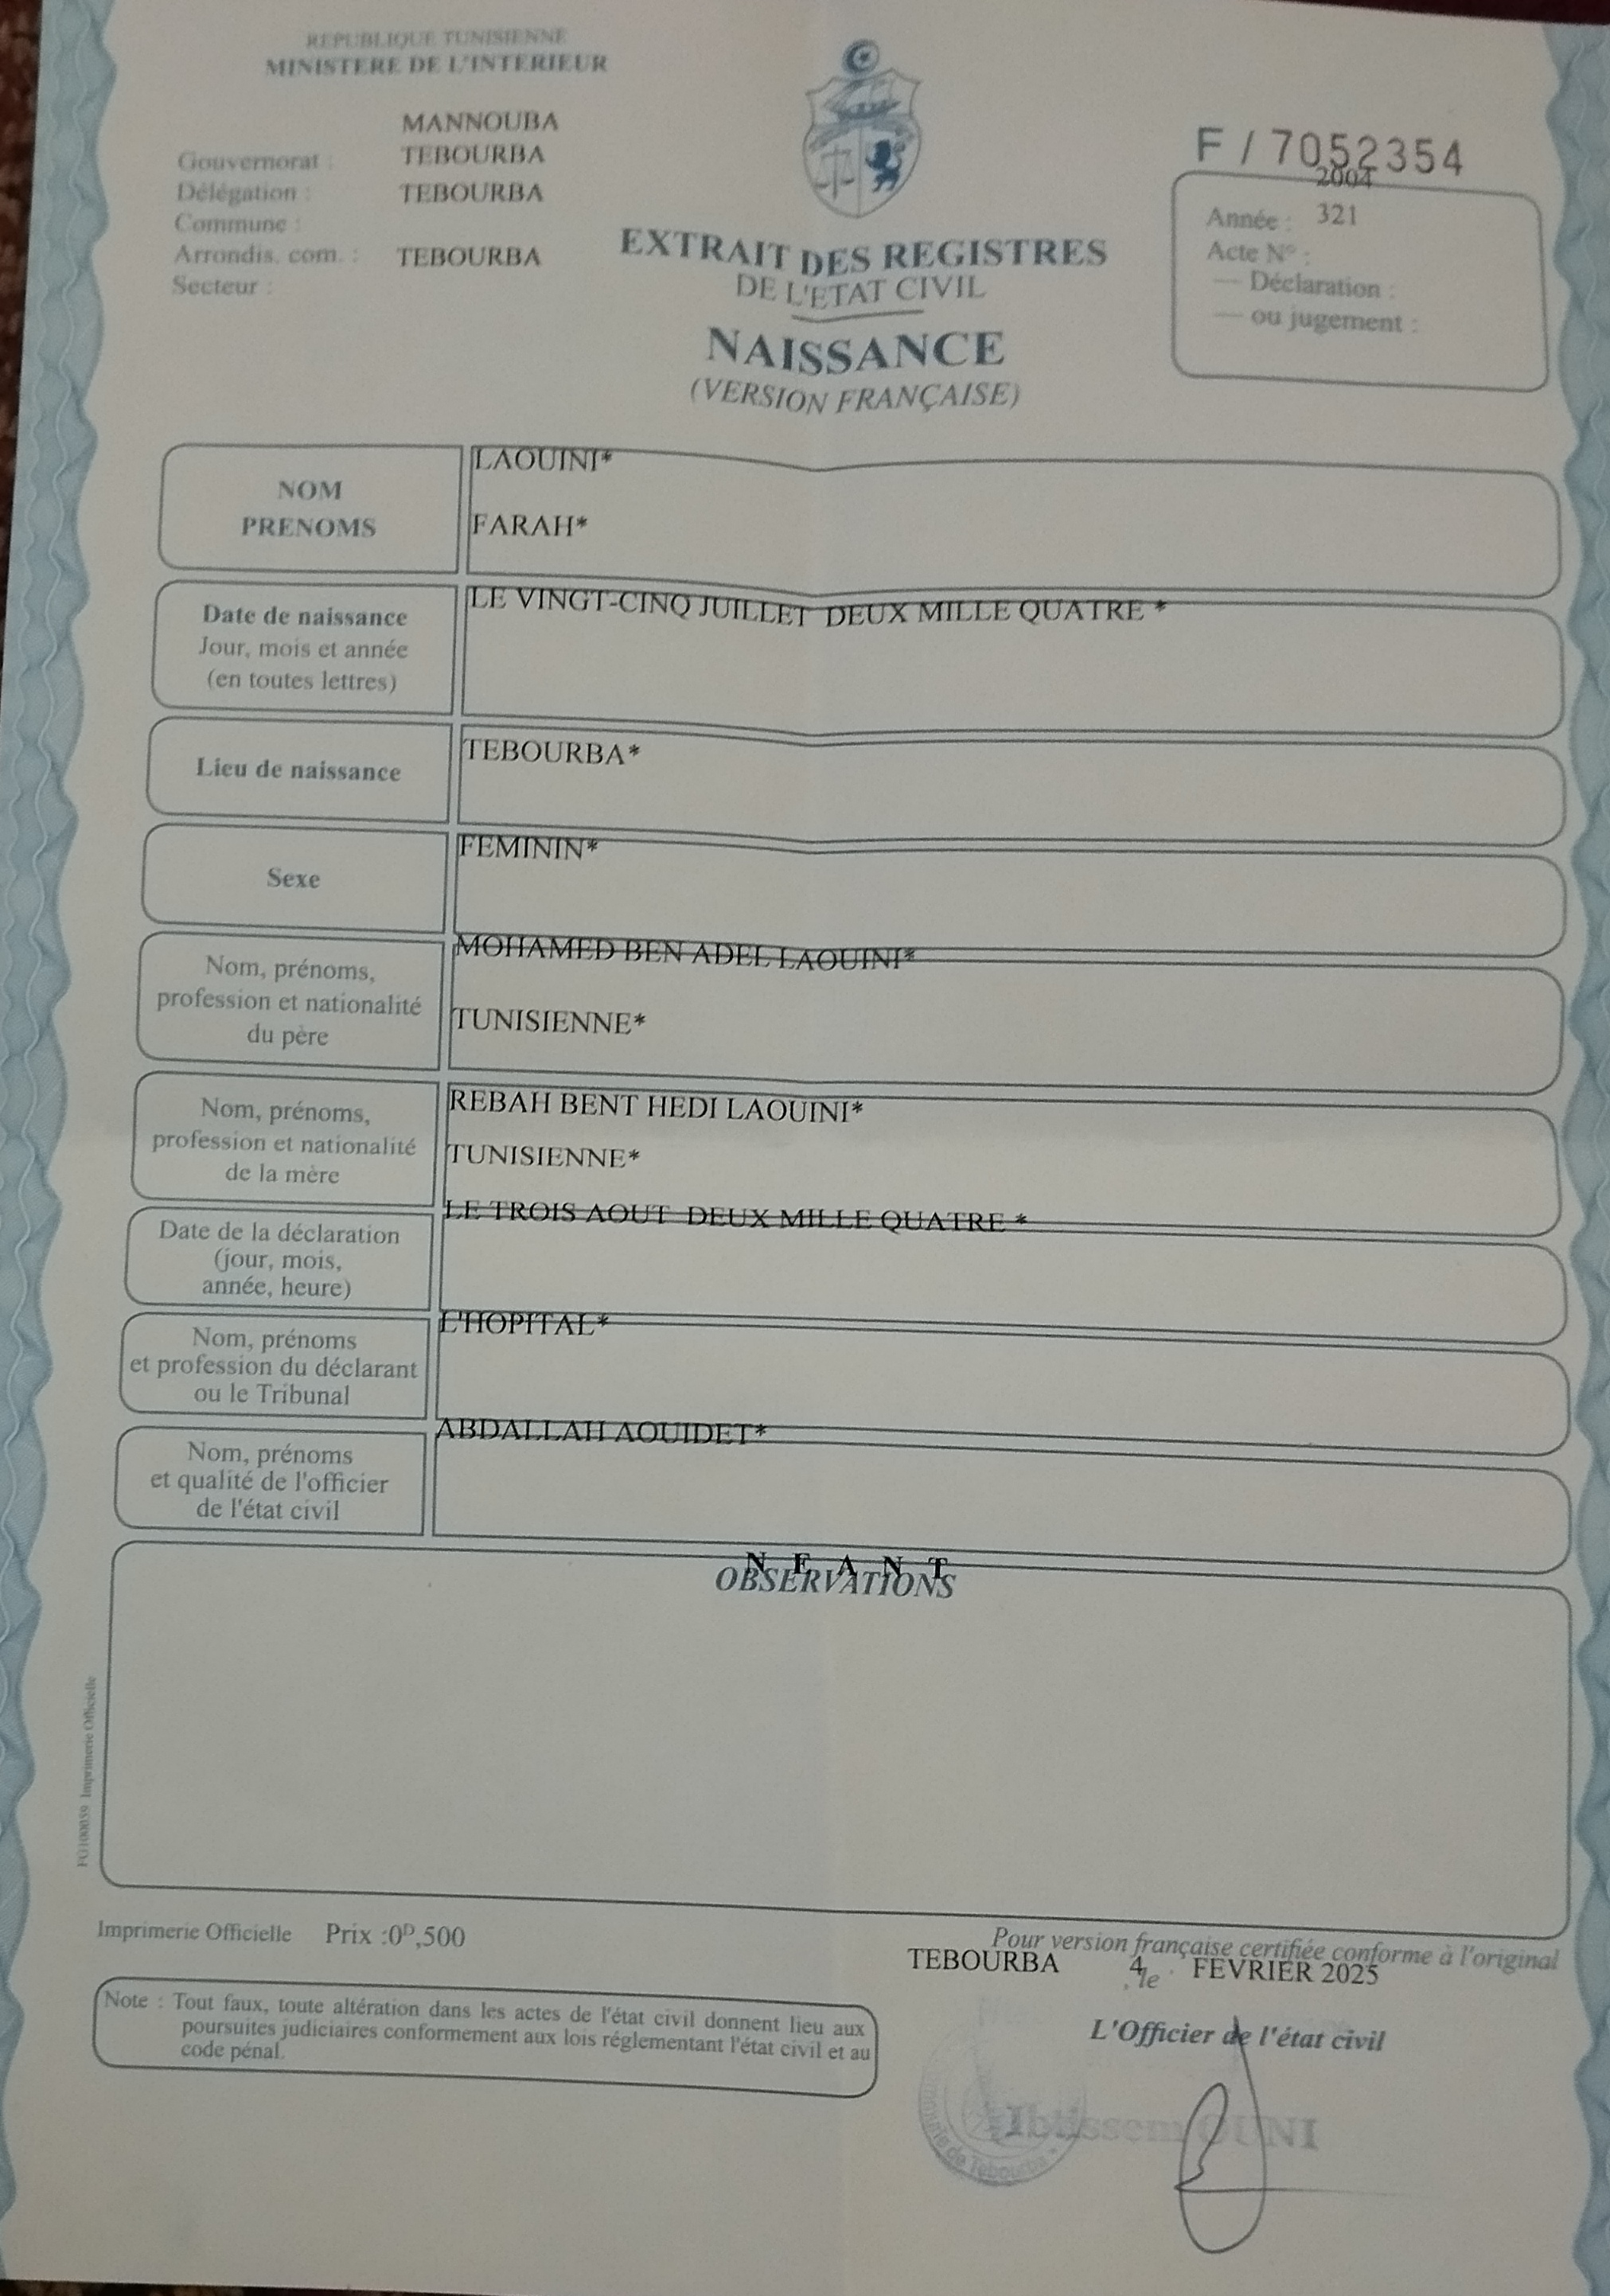 REPUBLIQUE TUNISIENNE
MINISTERE DE L'INTERIEUR
MANNOUBA
Gouvernorat : TEBOURBA
Délégation : TEBOURBA
Commune :
Arrondis. com. : TEBOURBA
Secteur :
EXTRAIT DES REGISTRES
DE L'ETAT CIVIL
NAISSANCE
(VERSION FRANÇAISE)
F / 7052354
2004
Année : 321
Acte N° :
— Déclaration :
— ou jugement :
NOM
PRENOMS
LAOUINI*
FARAH*
Date de naissance
Jour, mois et année
(en toutes lettres)
LE VINGT-CINQ JUILLET DEUX MILLE QUATRE *
Lieu de naissance
TEBOURBA*
Sexe
FEMININ*
Nom, prénoms,
profession et nationalité
du père
MOHAMED BEN ADEL LAOUINI*
TUNISIENNE*
Nom, prénoms,
profession et nationalité
de la mère
REBAH BENT HEDI LAOUINI*
TUNISIENNE*
Date de la déclaration
(jour, mois,
année, heure)
LE TROIS AOUT DEUX MILLE QUATRE *
Nom, prénoms
et profession du déclarant
ou le Tribunal
L'HOPITAL*
Nom, prénoms
et qualité de l'officier
de l'état civil
ABDALLAH AOUIDET*
N E A N T
OBSERVATIONS
Imprimerie Officielle
Imprimerie Officielle Prix :0D,500
Pour version française certifiée conforme à l'original
TEBOURBA 4 le FEVRIER 2025
Note : Tout faux, toute altération dans les actes de l'état civil donnent lieu aux
poursuites judiciaires conformement aux lois réglementant l'état civil et au
code pénal.
L'Officier de l'état civil
Ibtissem OUNI
de Tebourba